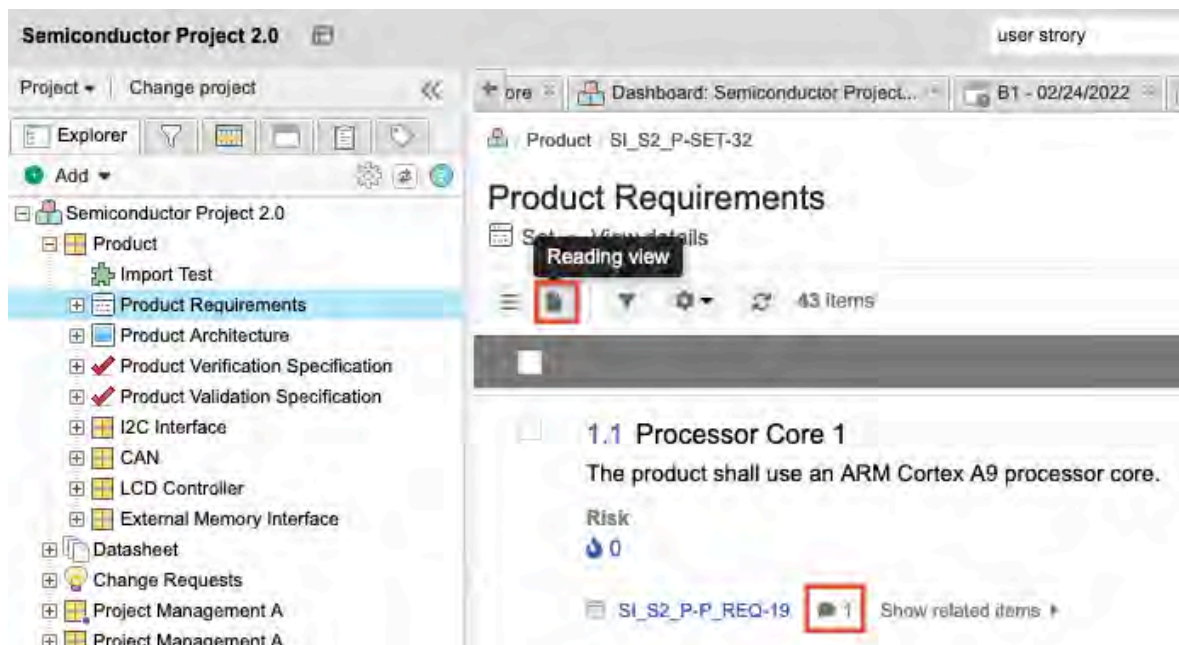 Semiconductor Project 2.0
user strory
Project | Change project
ore Dashboard: Semiconductor Project... B1 - 02/24/2022
Explorer
Product SI_S2_P-SET-32
Add
Product Requirements
Semiconductor Project 2.0
Set View details
Product
Reading view
Import Test
Product Requirements
43 items
Product Architecture
Product Verification Specification
Product Validation Specification
I2C Interface
1.1 Processor Core 1
CAN
The product shall use an ARM Cortex A9 processor core.
LCD Controller
External Memory Interface
Risk
Datasheet
0
Change Requests
Project Management A
SI_S2_P-P_REQ-19 1 Show related items
Project Management A